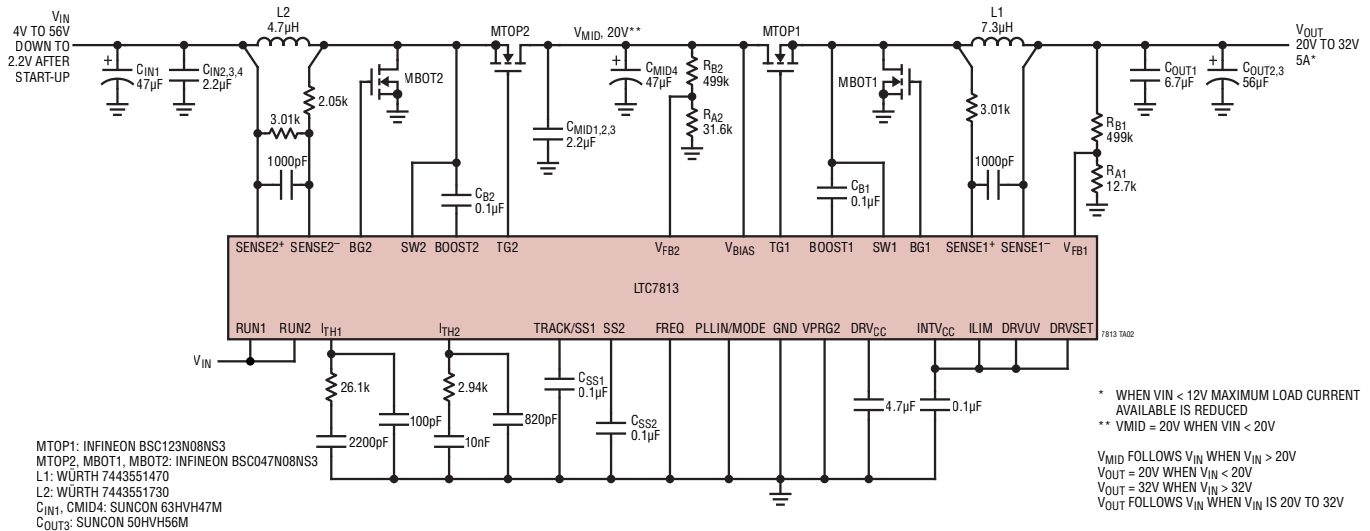 VIN
4V TO 56V
DOWN TO
2.2V AFTER
START-UP
L2
4.7µH
MTOP2
VMID, 20V**
MTOP1
L1
7.3µH
VOUT
20V TO 32V
5A*
CIN1
47µF
CIN2,3,4
2.2µF
2.05k
3.01k
1000pF
MBOT2
CB2
0.1µF
CMID1,2,3
2.2µF
CMID4
47µF
RB2
499k
RA2
31.6k
MBOT1
CB1
0.1µF
3.01k
1000pF
COUT1
6.7µF
COUT2,3
56µF
RB1
499k
RA1
12.7k
SENSE2+ SENSE2– BG2 SW2 BOOST2 TG2 VFB2 VBIAS TG1 BOOST1 SW1 BG1 SENSE1+ SENSE1– VFB1
LTC7813
RUN1 RUN2 ITH1 ITH2 TRACK/SS1 SS2 FREQ PLLIN/MODE GND VPRG2 DRVCC INTVCC ILIM DRVUV DRVSET
7813 TA02
VIN
26.1k
2200pF
100pF
2.94k
10nF
820pF
CSS1
0.1µF
CSS2
0.1µF
4.7µF
0.1µF
MTOP1: INFINEON BSC123N08NS3
MTOP2, MBOT1, MBOT2: INFINEON BSC047N08NS3
L1: WÜRTH 7443551470
L2: WÜRTH 7443551730
CIN1, CMID4: SUNCON 63HVH47M
COUT3: SUNCON 50HVH56M
* WHEN VIN < 12V MAXIMUM LOAD CURRENT
AVAILABLE IS REDUCED
** VMID = 20V WHEN VIN < 20V
VMID FOLLOWS VIN WHEN VIN > 20V
VOUT = 20V WHEN VIN < 20V
VOUT = 32V WHEN VIN > 32V
VOUT FOLLOWS VIN WHEN VIN IS 20V TO 32V